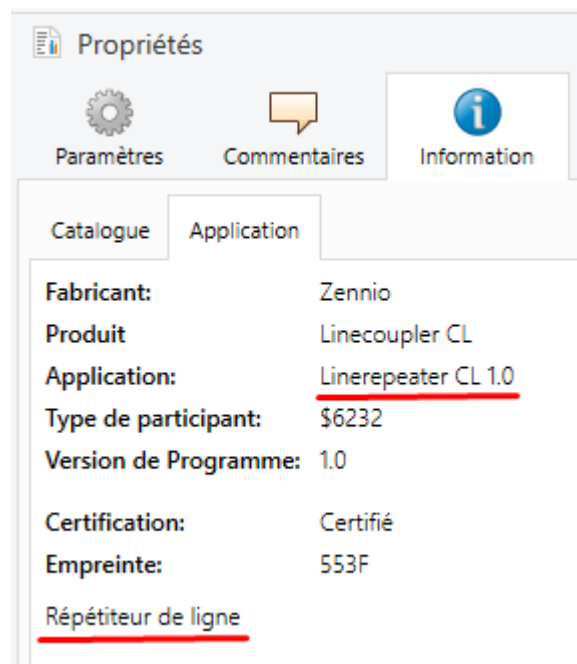 Propriétés
Paramètres Commentaires Information
Catalogue Application
Fabricant: Zennio
Produit Linecoupler CL
Application: Linerepeater CL 1.0
Type de participant: $6232
Version de Programme: 1.0
Certification: Certifié
Empreinte: 553F
Répétiteur de ligne